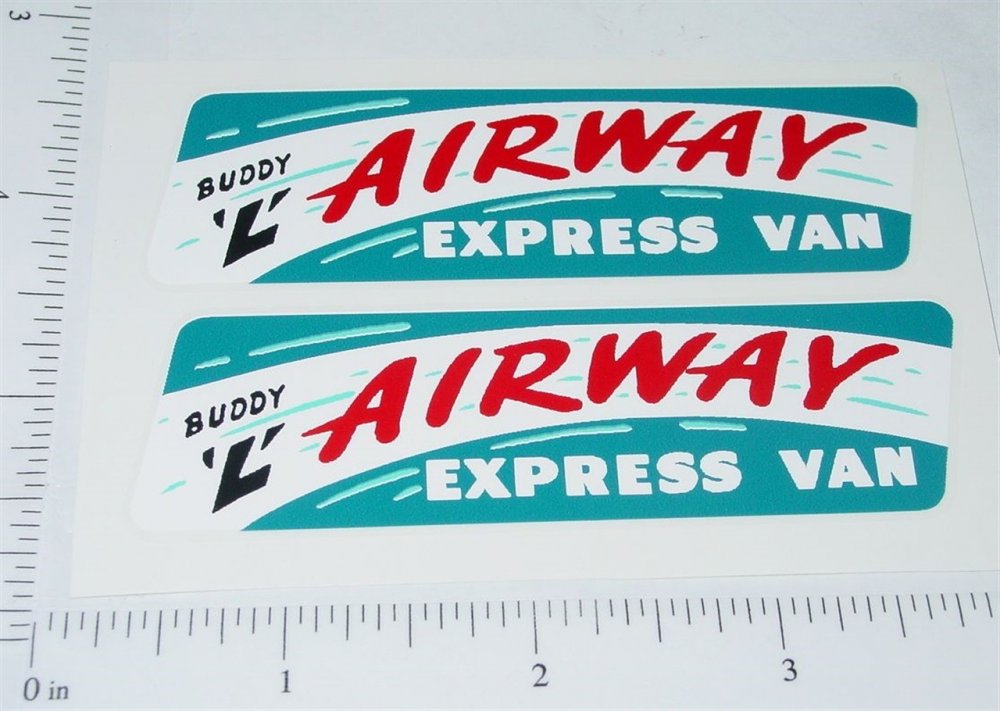 3
BUDDY
'L'
AIRWAY
EXPRESS VAN
BUDDY
'L'
AIRWAY
EXPRESS VAN
0 in 1 2 3